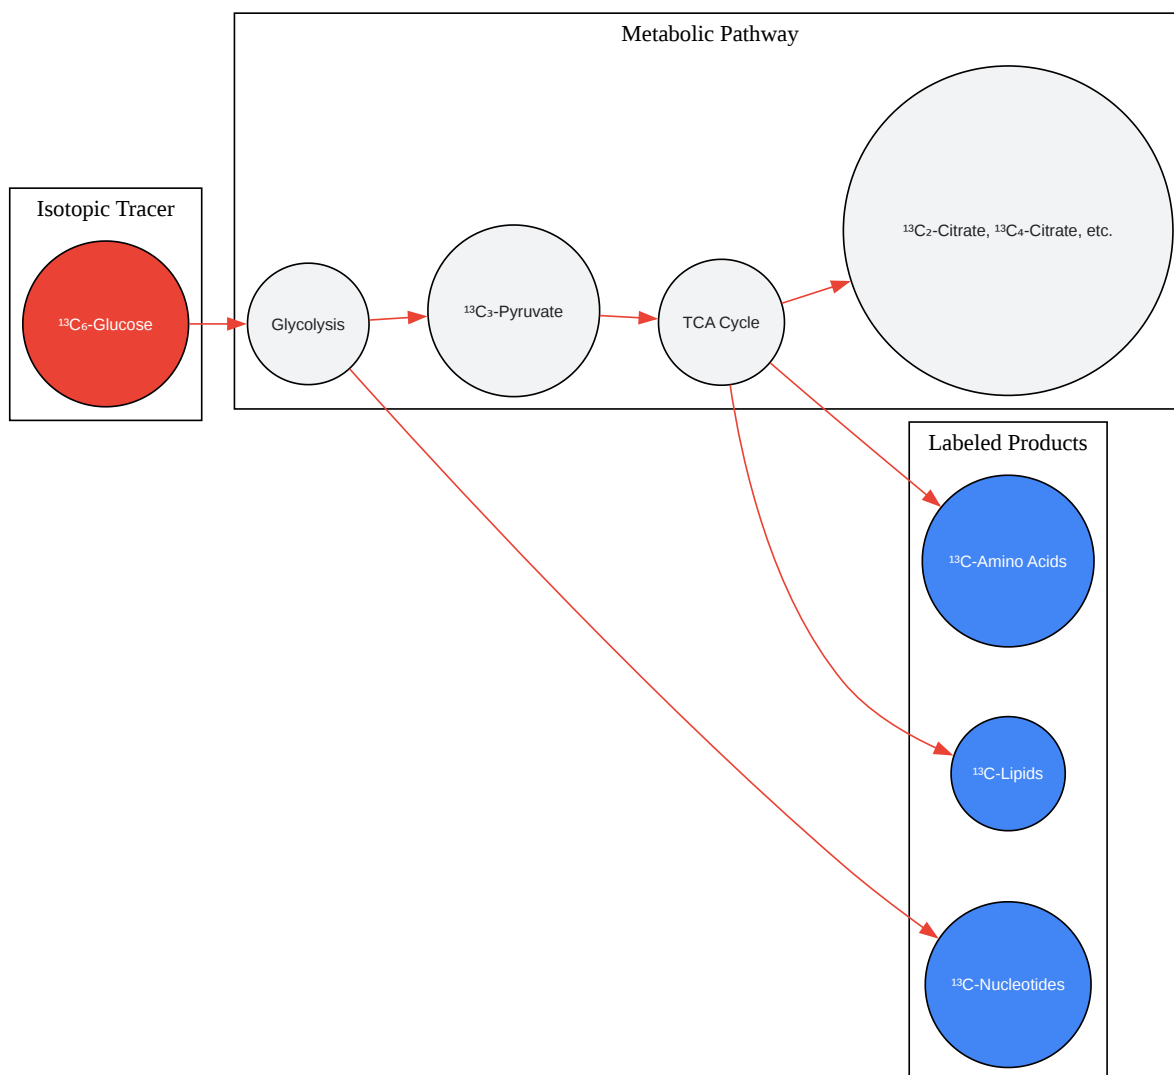 Metabolic Pathway
Isotopic Tracer
¹³C₆-Glucose
Glycolysis
¹³C₃-Pyruvate
TCA Cycle
¹³C₂-Citrate, ¹³C₄-Citrate, etc.
Labeled Products
¹³C-Amino Acids
¹³C-Lipids
¹³C-Nucleotides